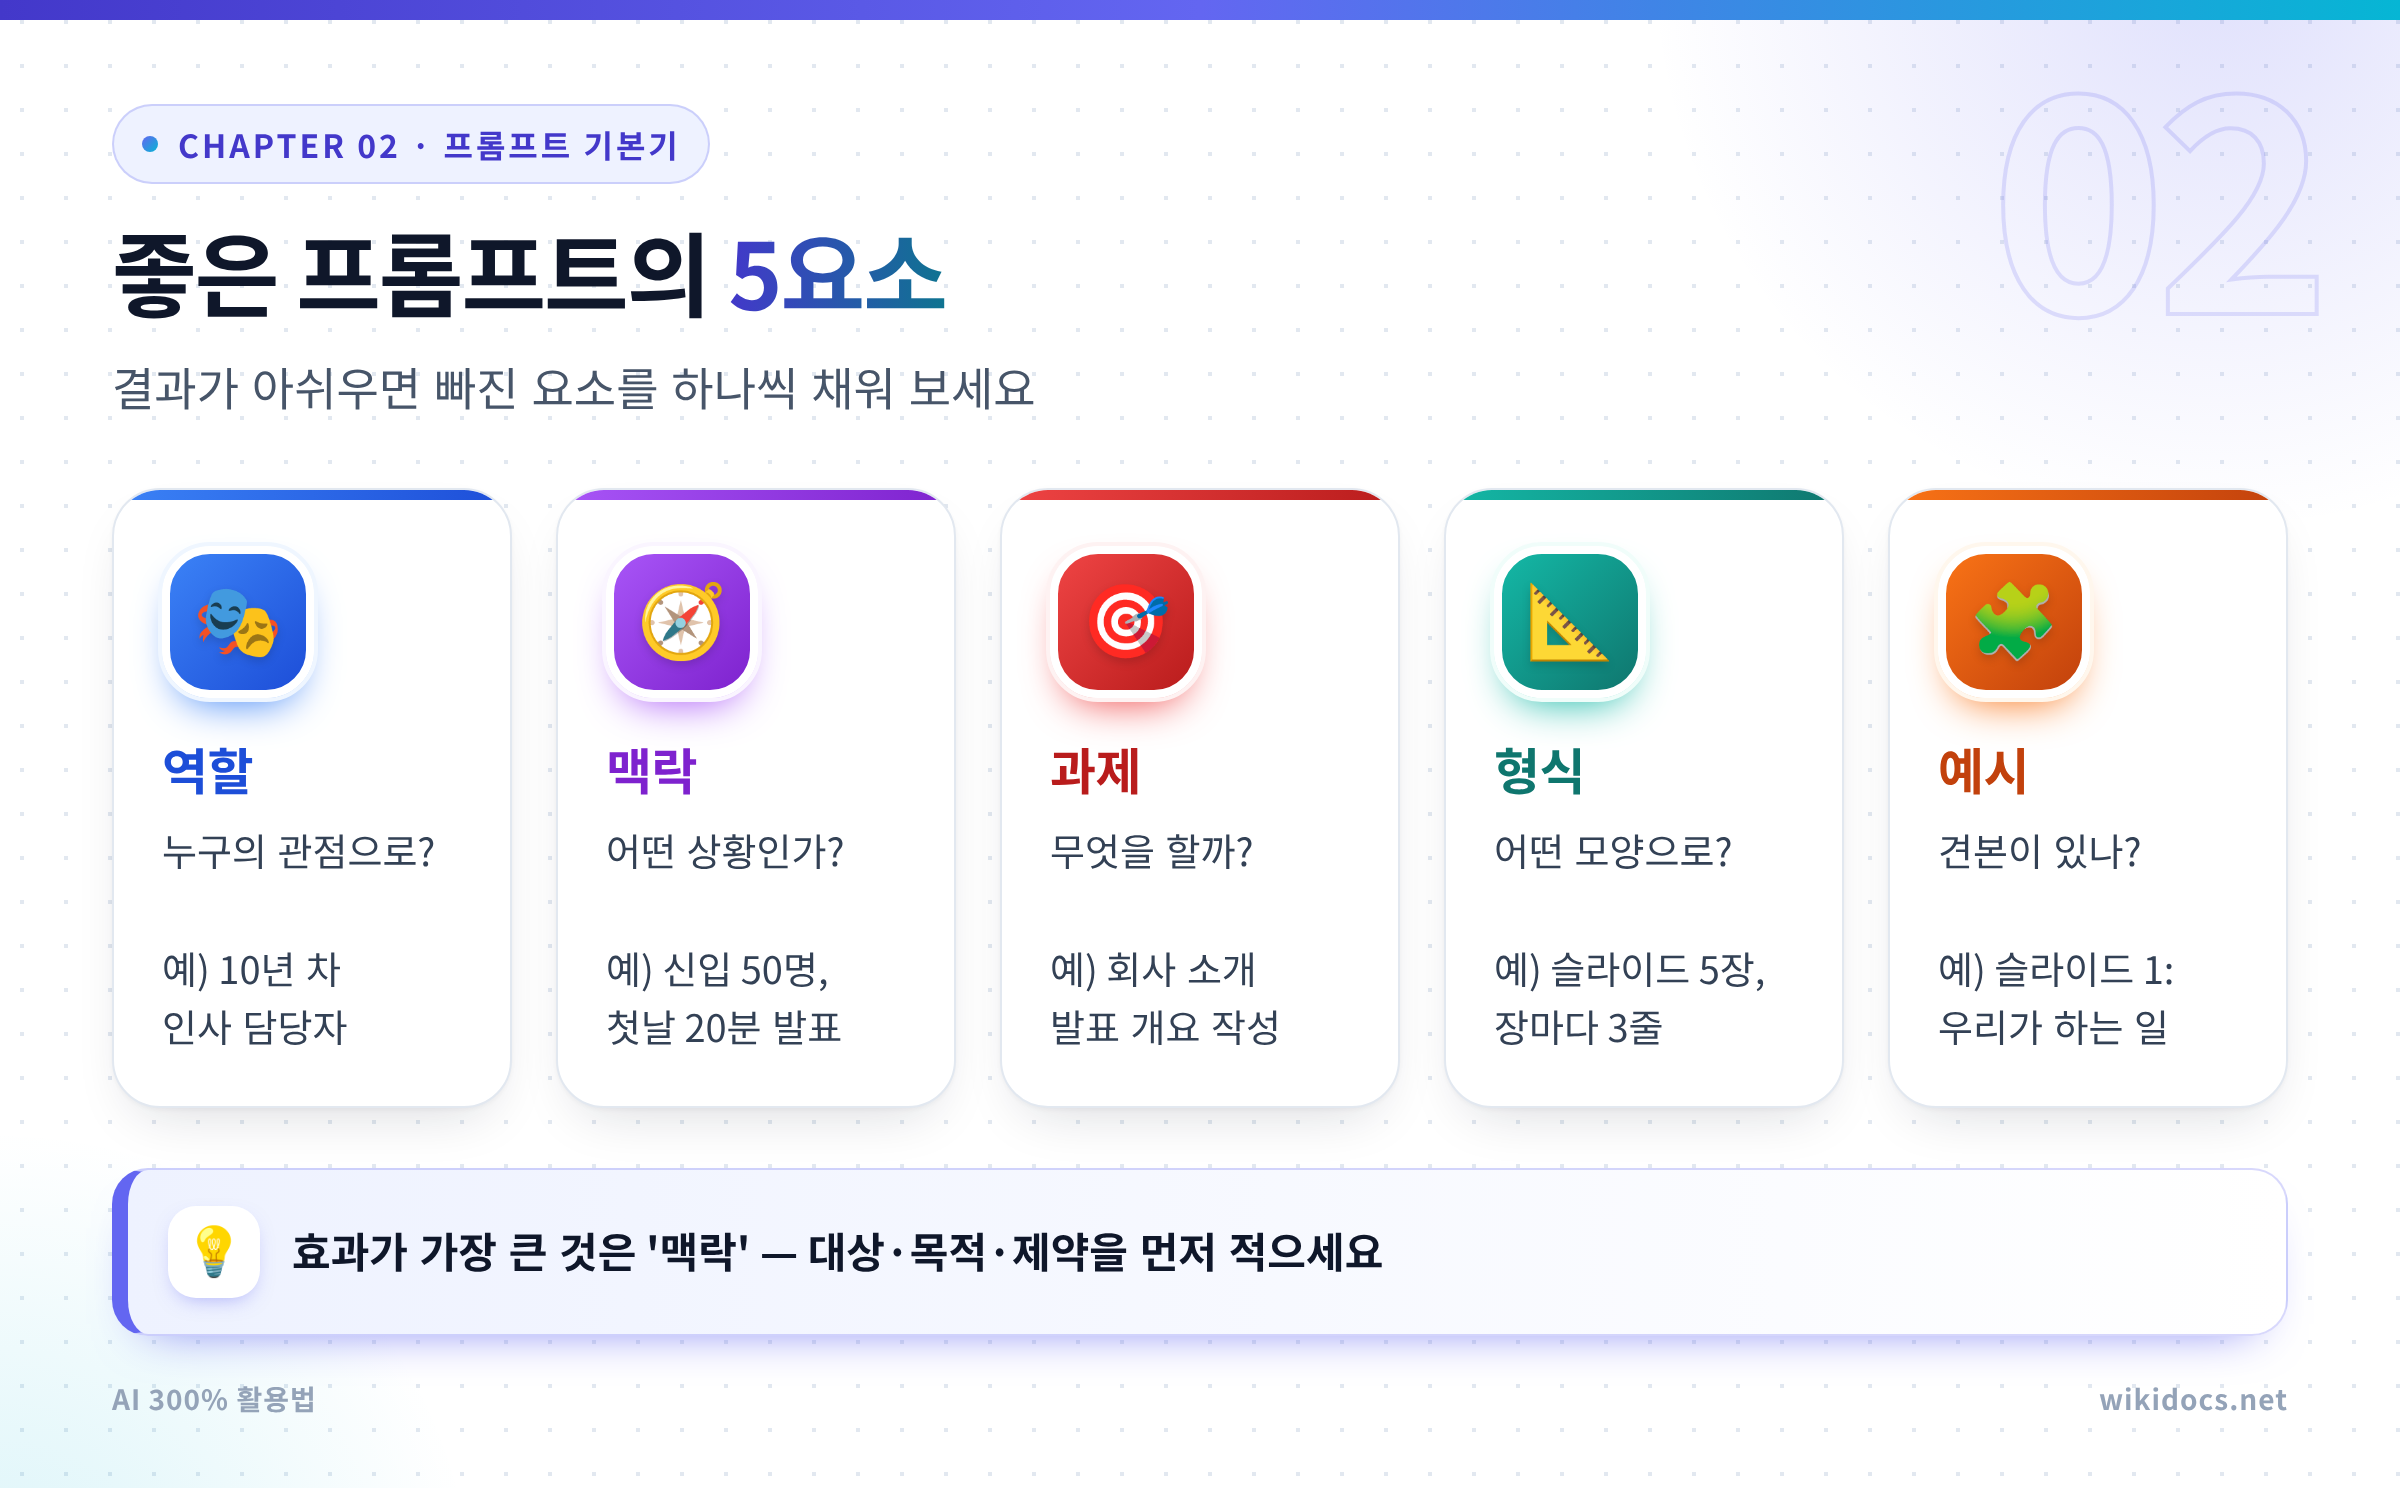 CHAPTER 02 · 프롬프트 기본기
02
좋은 프롬프트의 5요소
결과가 아쉬우면 빠진 요소를 하나씩 채워 보세요
역할
누구의 관점으로?
예) 10년 차
인사 담당자
맥락
어떤 상황인가?
예) 신입 50명,
첫날 20분 발표
과제
무엇을 할까?
예) 회사 소개
발표 개요 작성
형식
어떤 모양으로?
예) 슬라이드 5장,
장마다 3줄
예시
견본이 있나?
예) 슬라이드 1:
우리가 하는 일
효과가 가장 큰 것은 '맥락' — 대상·목적·제약을 먼저 적으세요
AI 300% 활용법
wikidocs.net